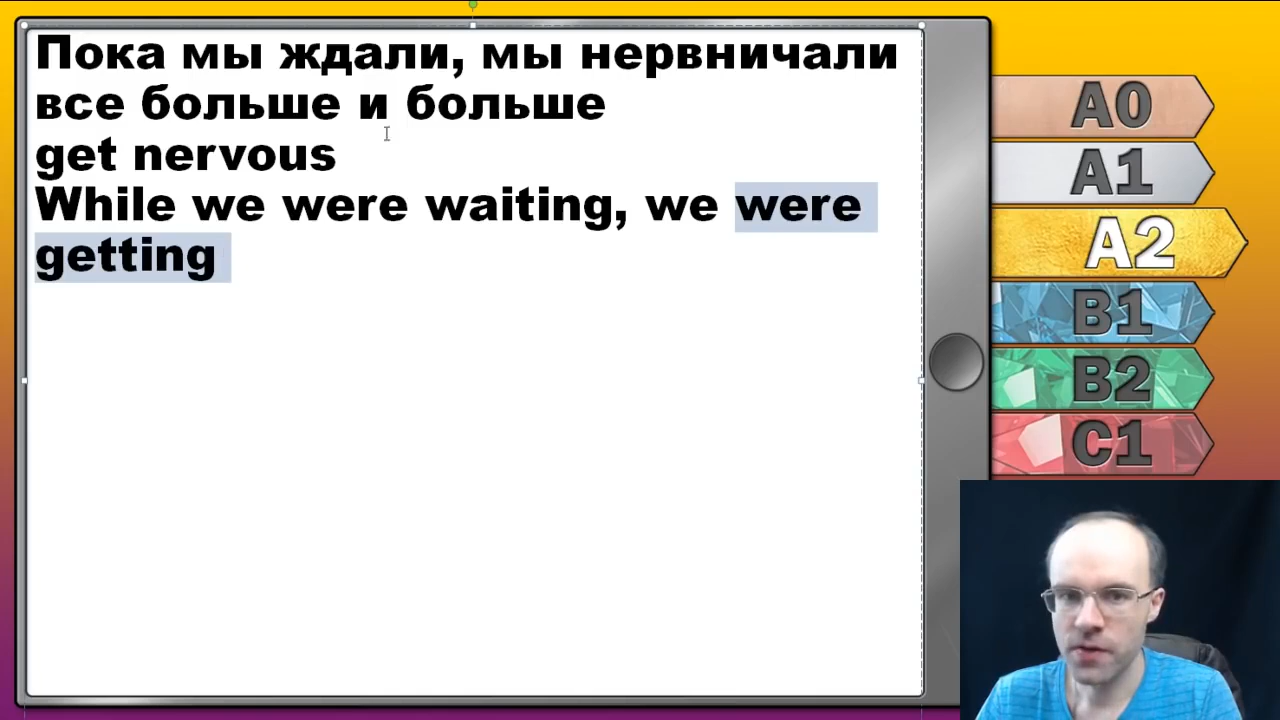 Пока мы ждали, мы нервничали
все больше и больше
get nervous
While we were waiting, we were
getting
A0
A1
A2
B1
B2
C1